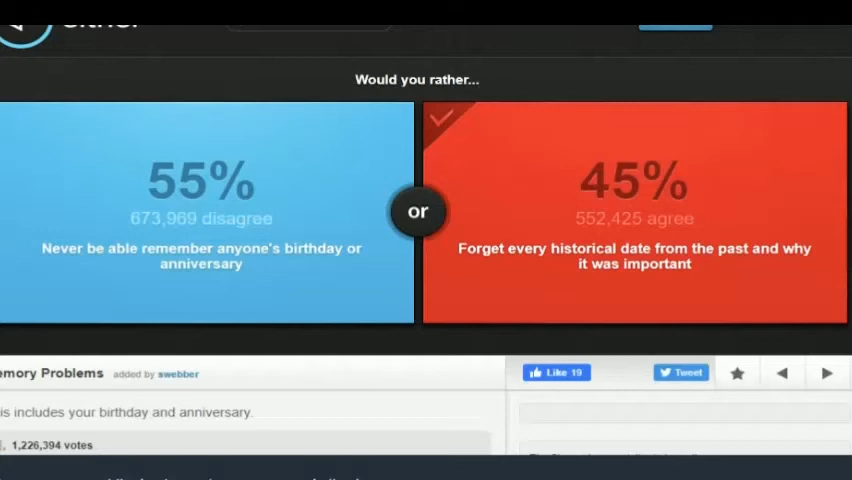 Would you rather...
55%
673,969 disagree
Never be able remember anyone's birthday or
anniversary
or
45%
552,425 agree
Forget every historical date from the past and why
it was important
emory Problems added by swebber
Like 19
Tweet
is includes your birthday and anniversary.
1,226,394 votes